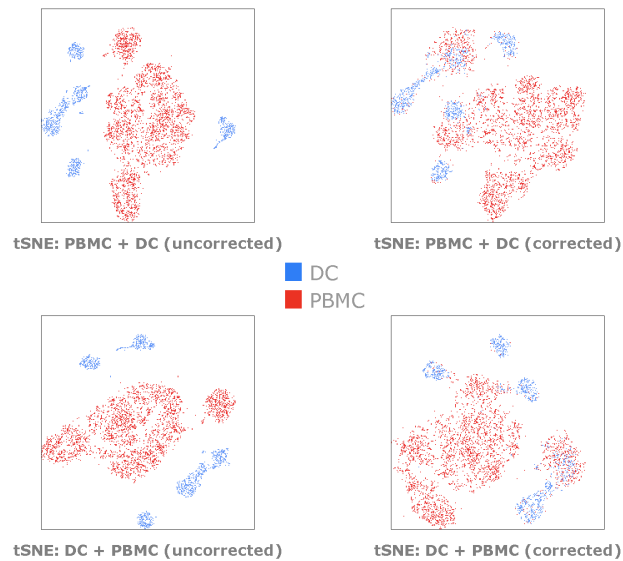 tSNE: PBMC + DC (uncorrected)
tSNE: PBMC + DC (corrected)
DC
PBMC
tSNE: DC + PBMC (uncorrected)
tSNE: DC + PBMC (corrected)